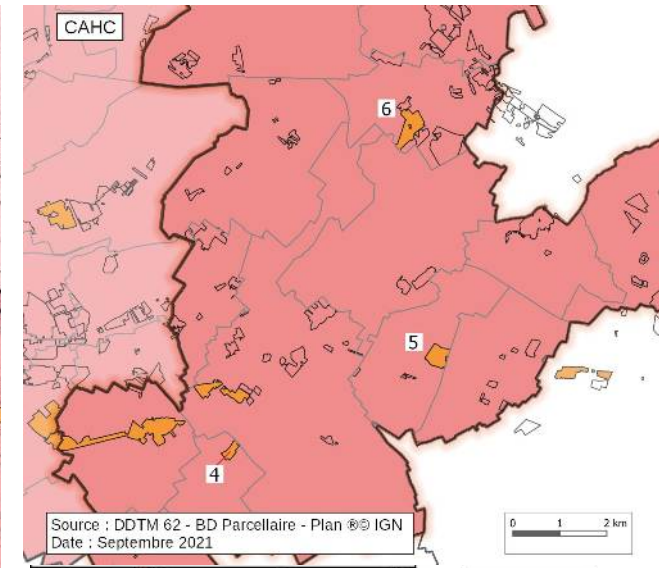 CAHC
6
5
4
Source : DDTM 62 - BD Parcellaire - Plan ®© IGN
Date : Septembre 2021
0 1 2 km